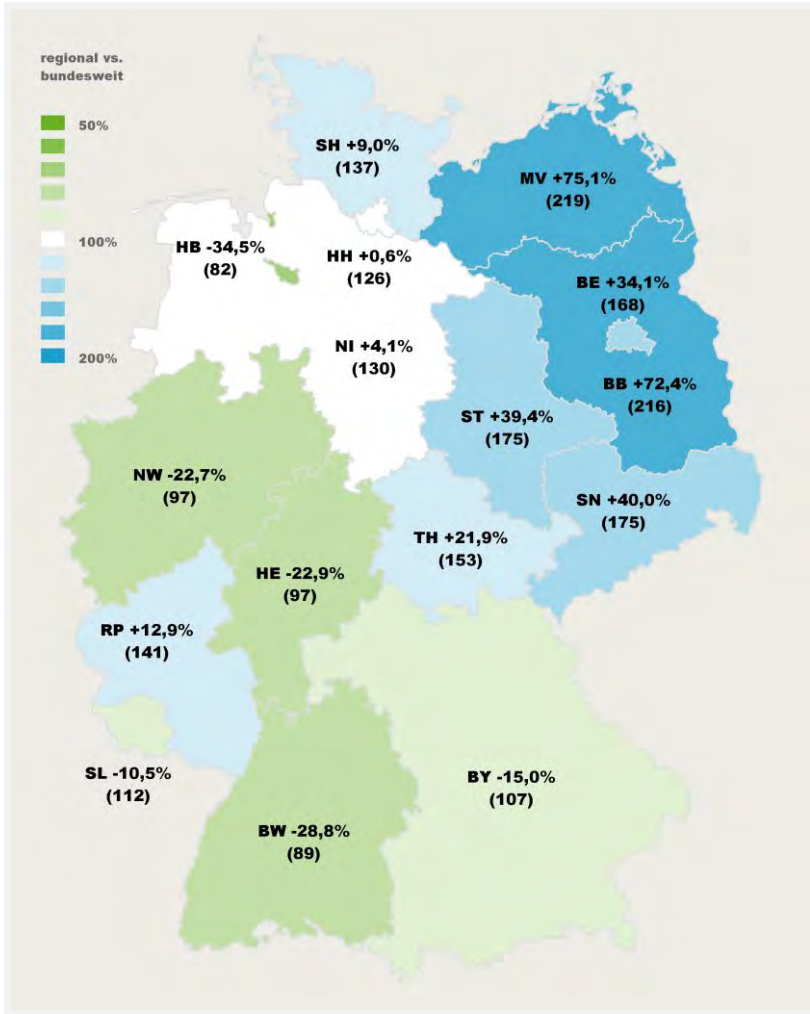 regional vs.
bundesweit
50%
100%
200%
SH +9,0%
(137)
MV +75,1%
(219)
HB -34,5%
(82)
HH +0,6%
(126)
BE +34,1%
(168)
NI +4,1%
(130)
BB +72,4%
(216)
ST +39,4%
(175)
NW -22,7%
(97)
SN +40,0%
(175)
TH +21,9%
(153)
HE -22,9%
(97)
RP +12,9%
(141)
SL -10,5%
(112)
BY -15,0%
(107)
BW -28,8%
(89)